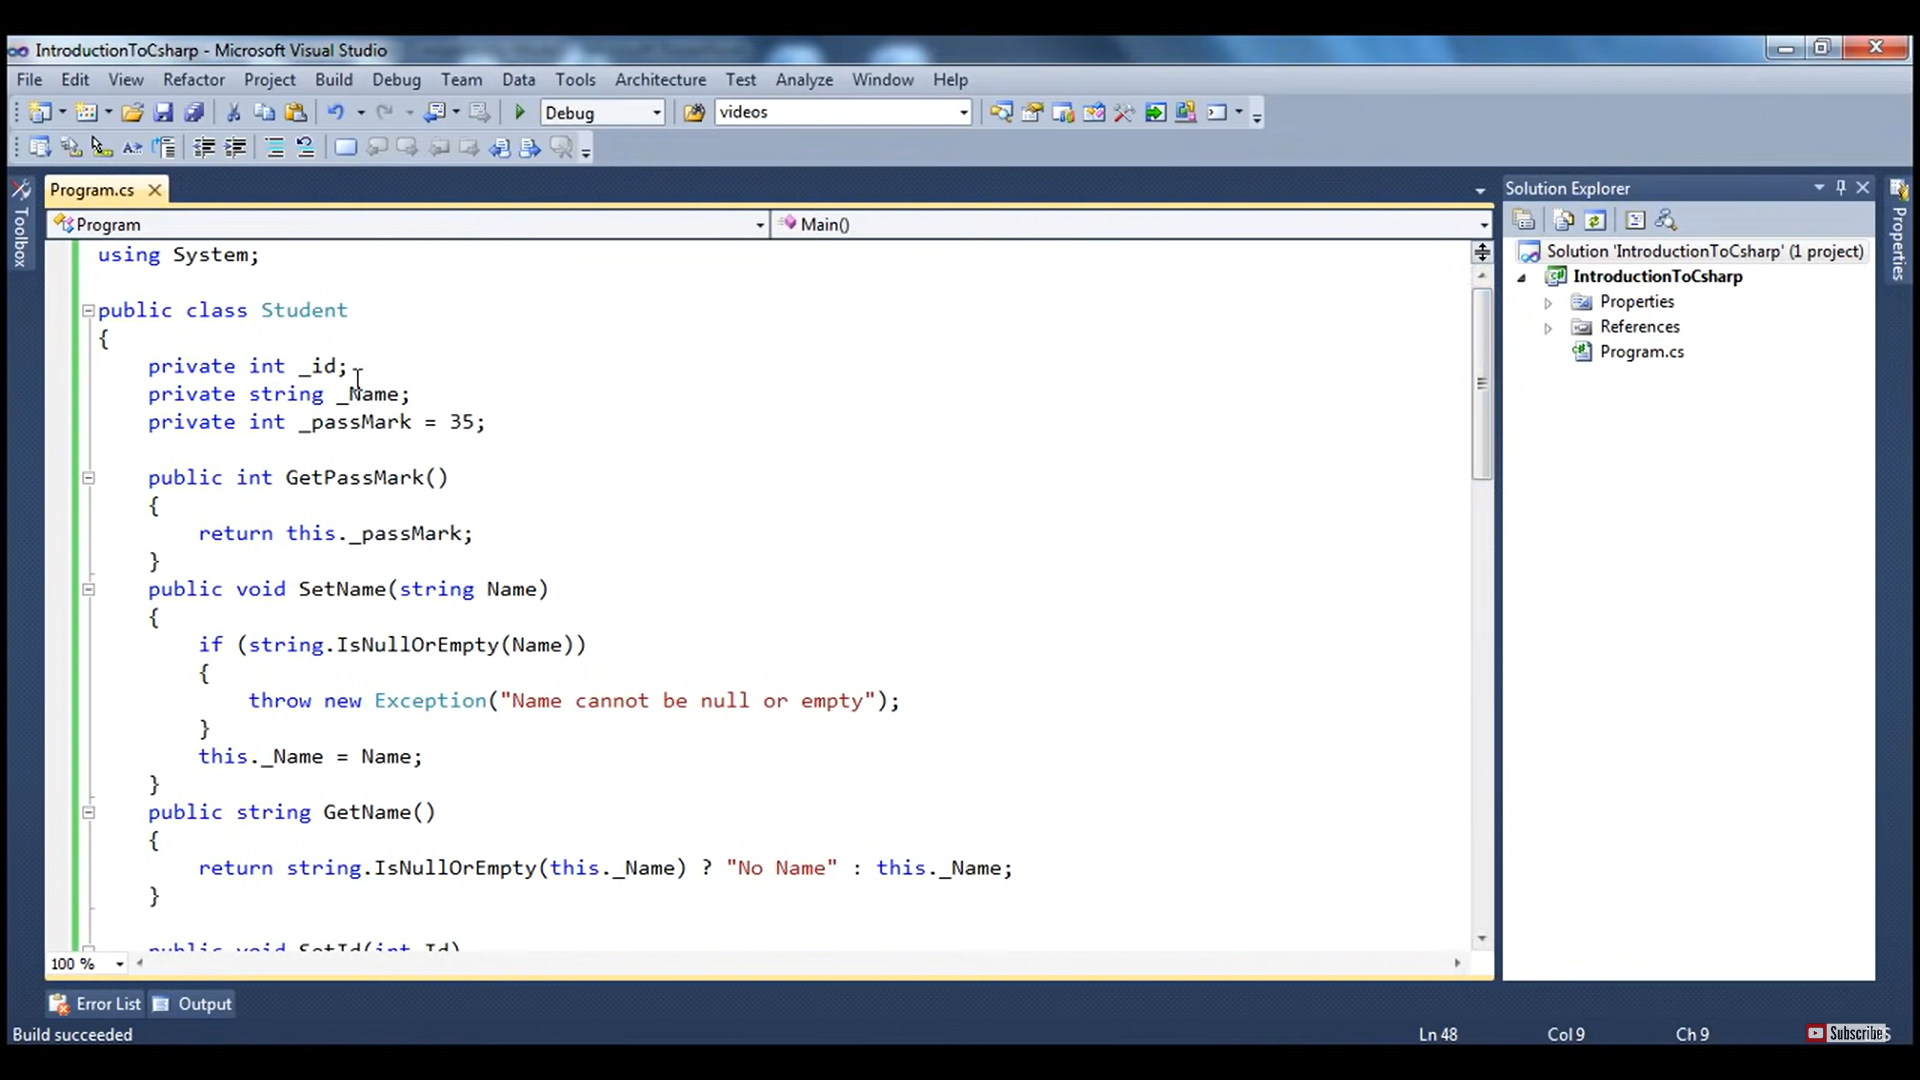 IntroductionToCsharp - Microsoft Visual Studio
File Edit View Refactor Project Build Debug Team Data Tools Architecture Test Analyze Window Help
Debug videos
Toolbox
Program.cs
Program Main()
using System;
public class Student
{
private int _id;
private string _Name;
private int _passMark = 35;
public int GetPassMark()
{
return this._passMark;
}
public void SetName(string Name)
{
if (string.IsNullOrEmpty(Name))
{
throw new Exception("Name cannot be null or empty");
}
this._Name = Name;
}
public string GetName()
{
return string.IsNullOrEmpty(this._Name) ? "No Name" : this._Name;
}
public void SetId(int Id)
100 %
Solution Explorer
Solution 'IntroductionToCsharp' (1 project)
IntroductionToCsharp
Properties
References
Program.cs
Properties
Error List Output
Build succeeded Ln 48 Col 9 Ch 9
Subscribe